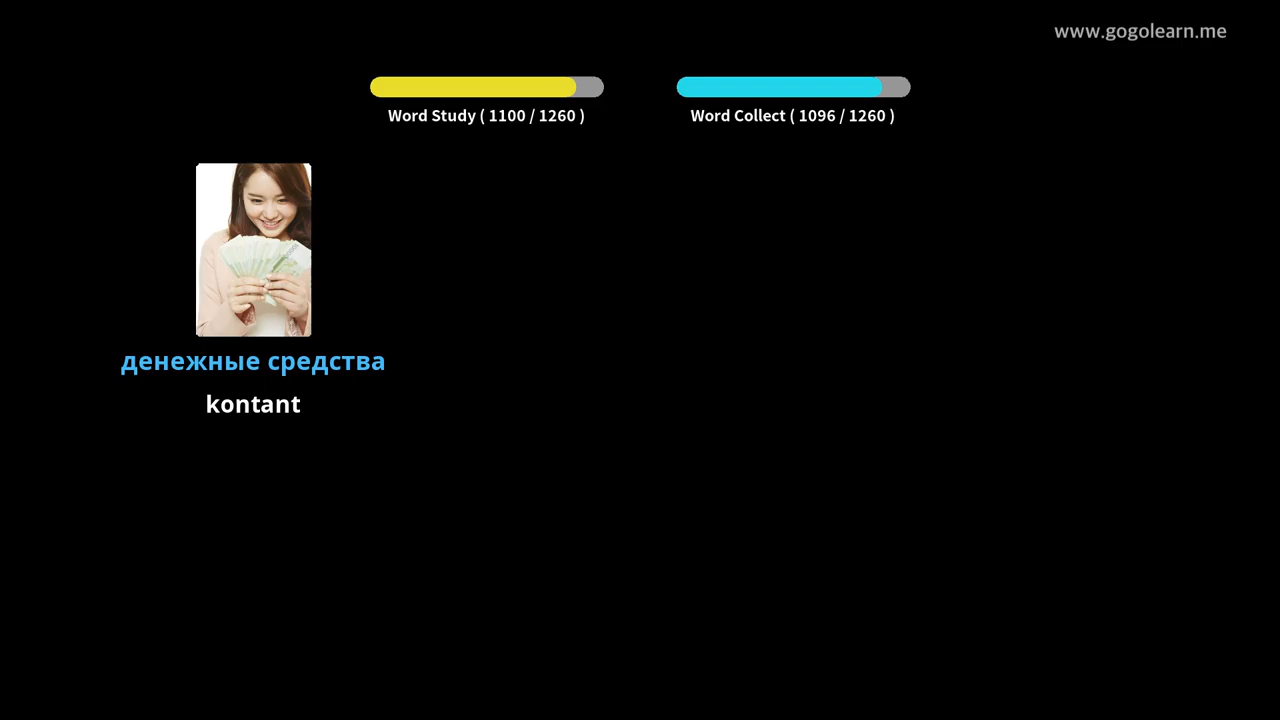 www.gogolearn.me
Word Study ( 1100 / 1260 )
Word Collect ( 1096 / 1260 )
денежные средства
kontant